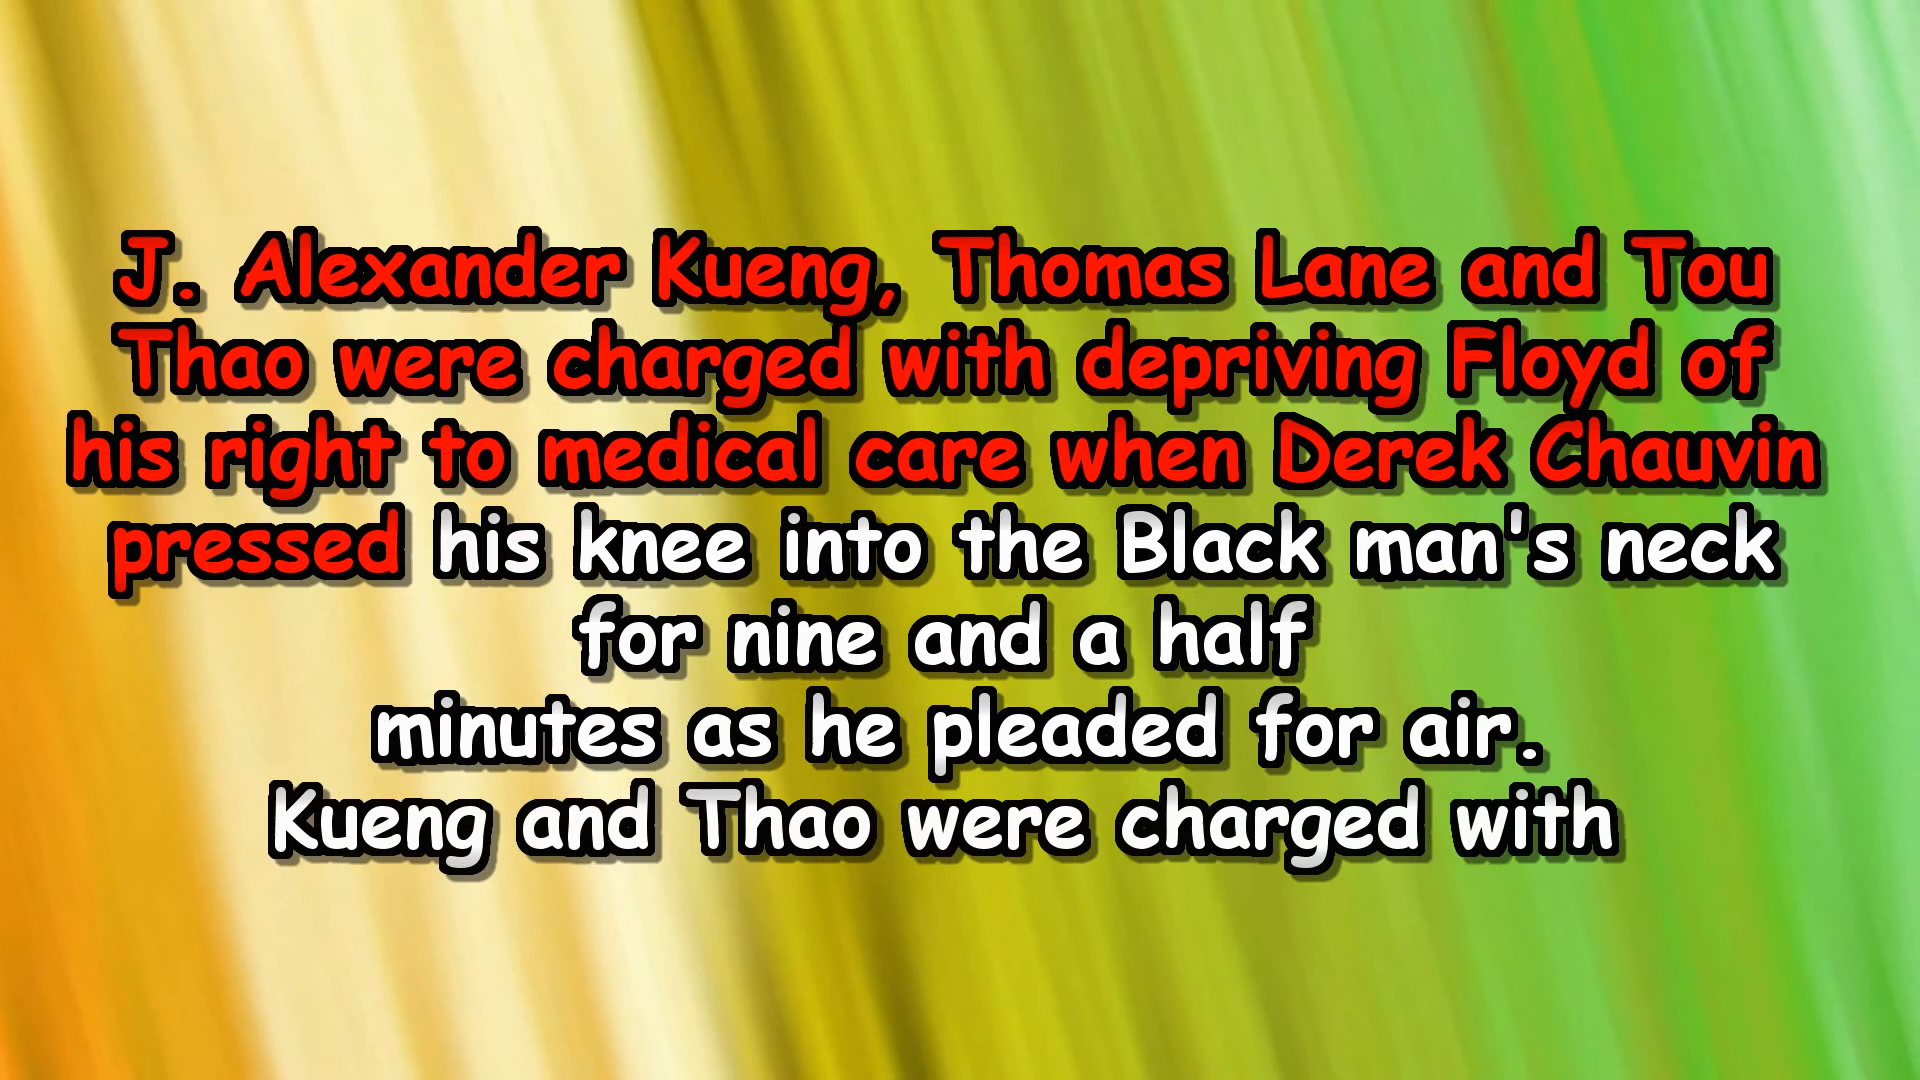 J. Alexander Kueng, Thomas Lane and Tou
Thao were charged with depriving Floyd of
his right to medical care when Derek Chauvin
pressed his knee into the Black man's neck
for nine and a half
minutes as he pleaded for air.
Kueng and Thao were charged with